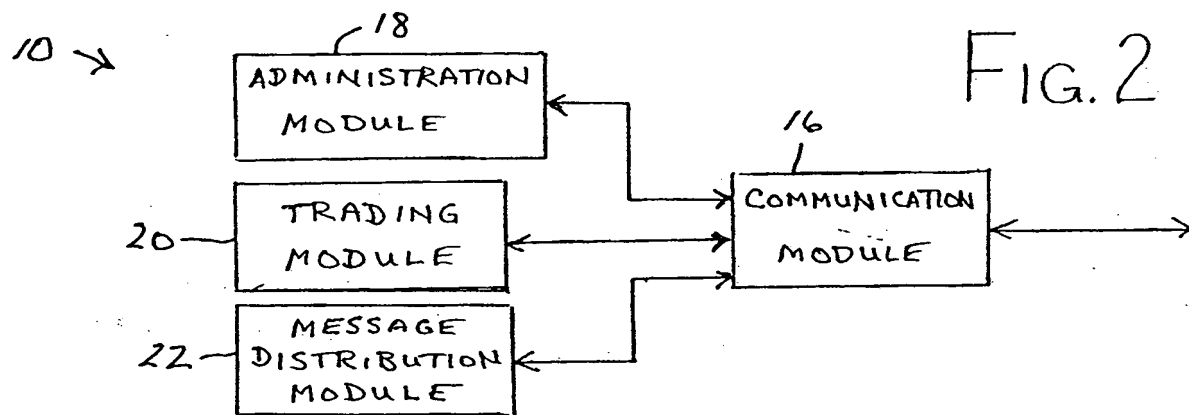 10
18
ADMINISTRATION
MODULE
FIG. 2
16
COMMUNICATION
MODULE
20
TRADING
MODULE
22
MESSAGE
DISTRIBUTION
MODULE